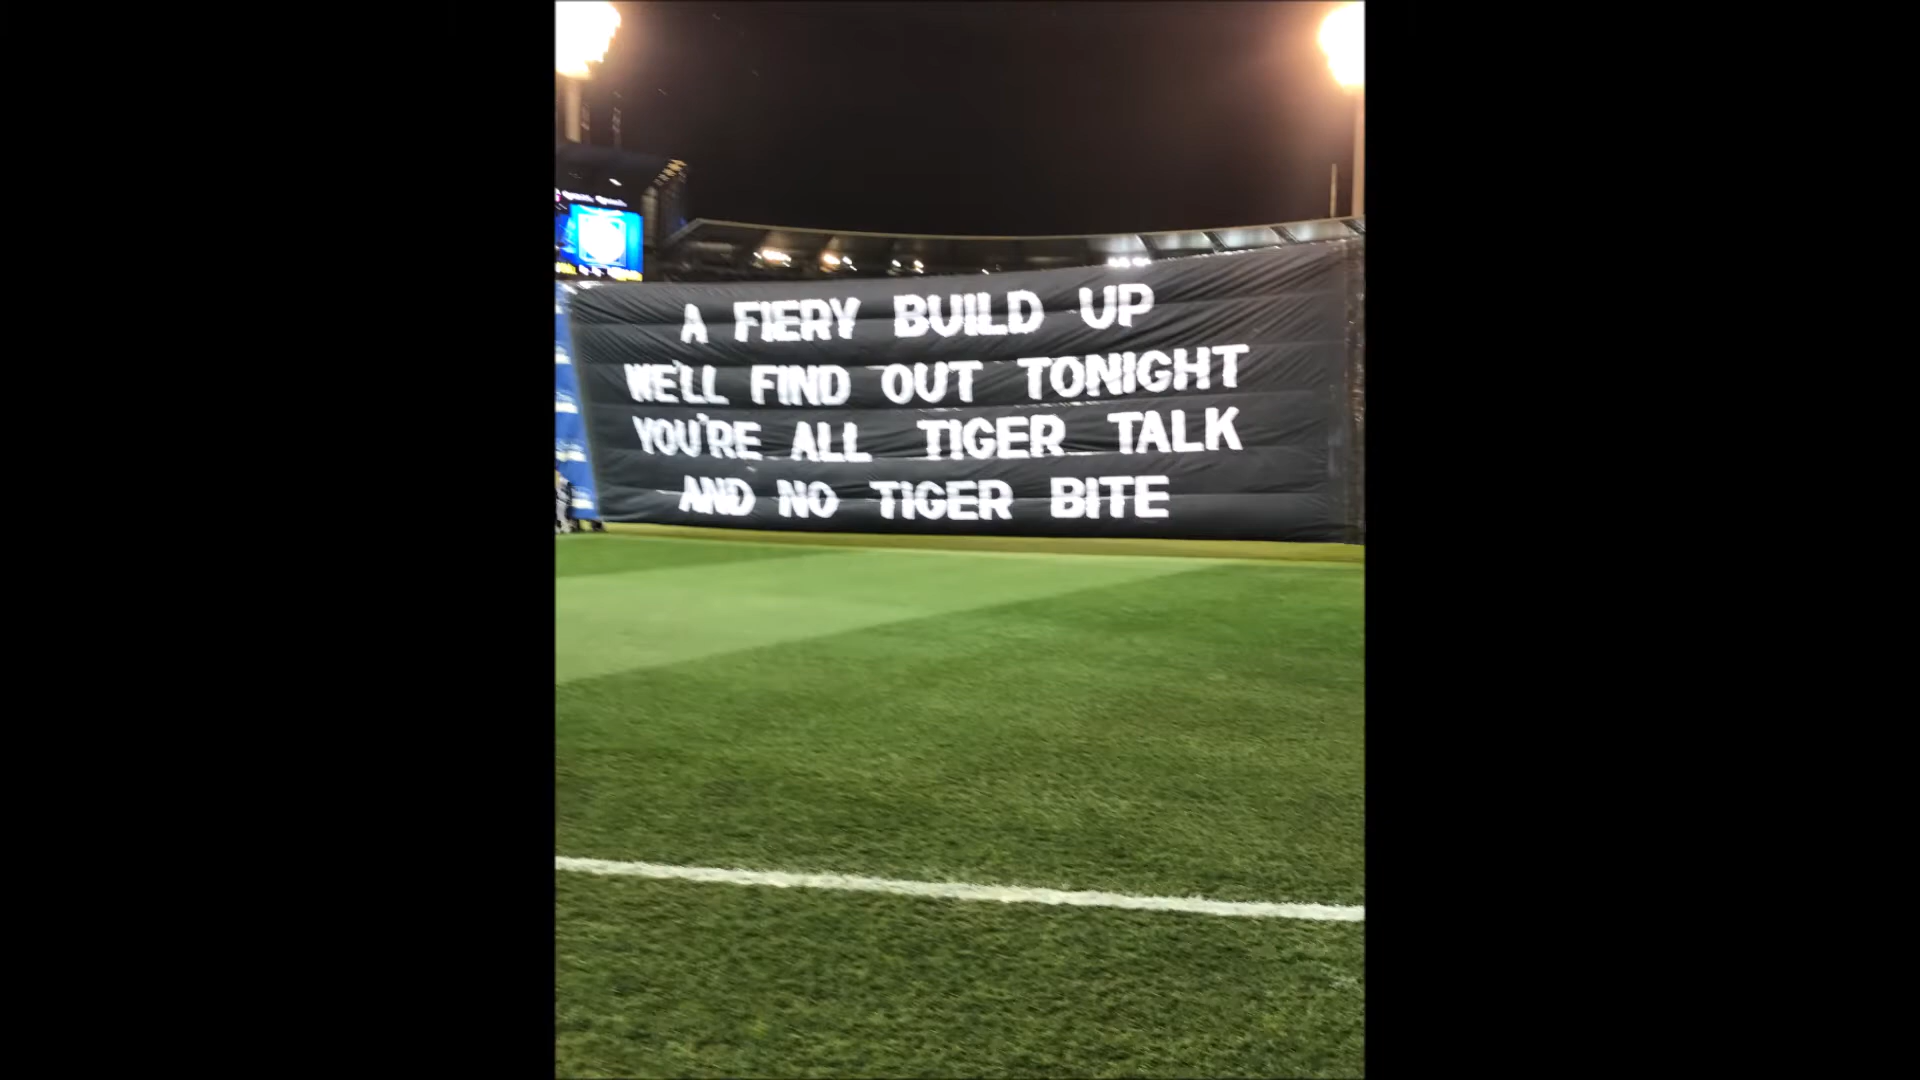 A FIERY BUILD UP
WE'LL FIND OUT TONIGHT
YOU'RE ALL TIGER TALK
AND NO TIGER BITE